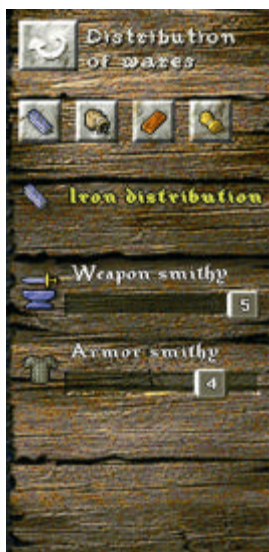 Distribution
of wares
Iron distribution
Weapon smithy
5
Armor smithy
4